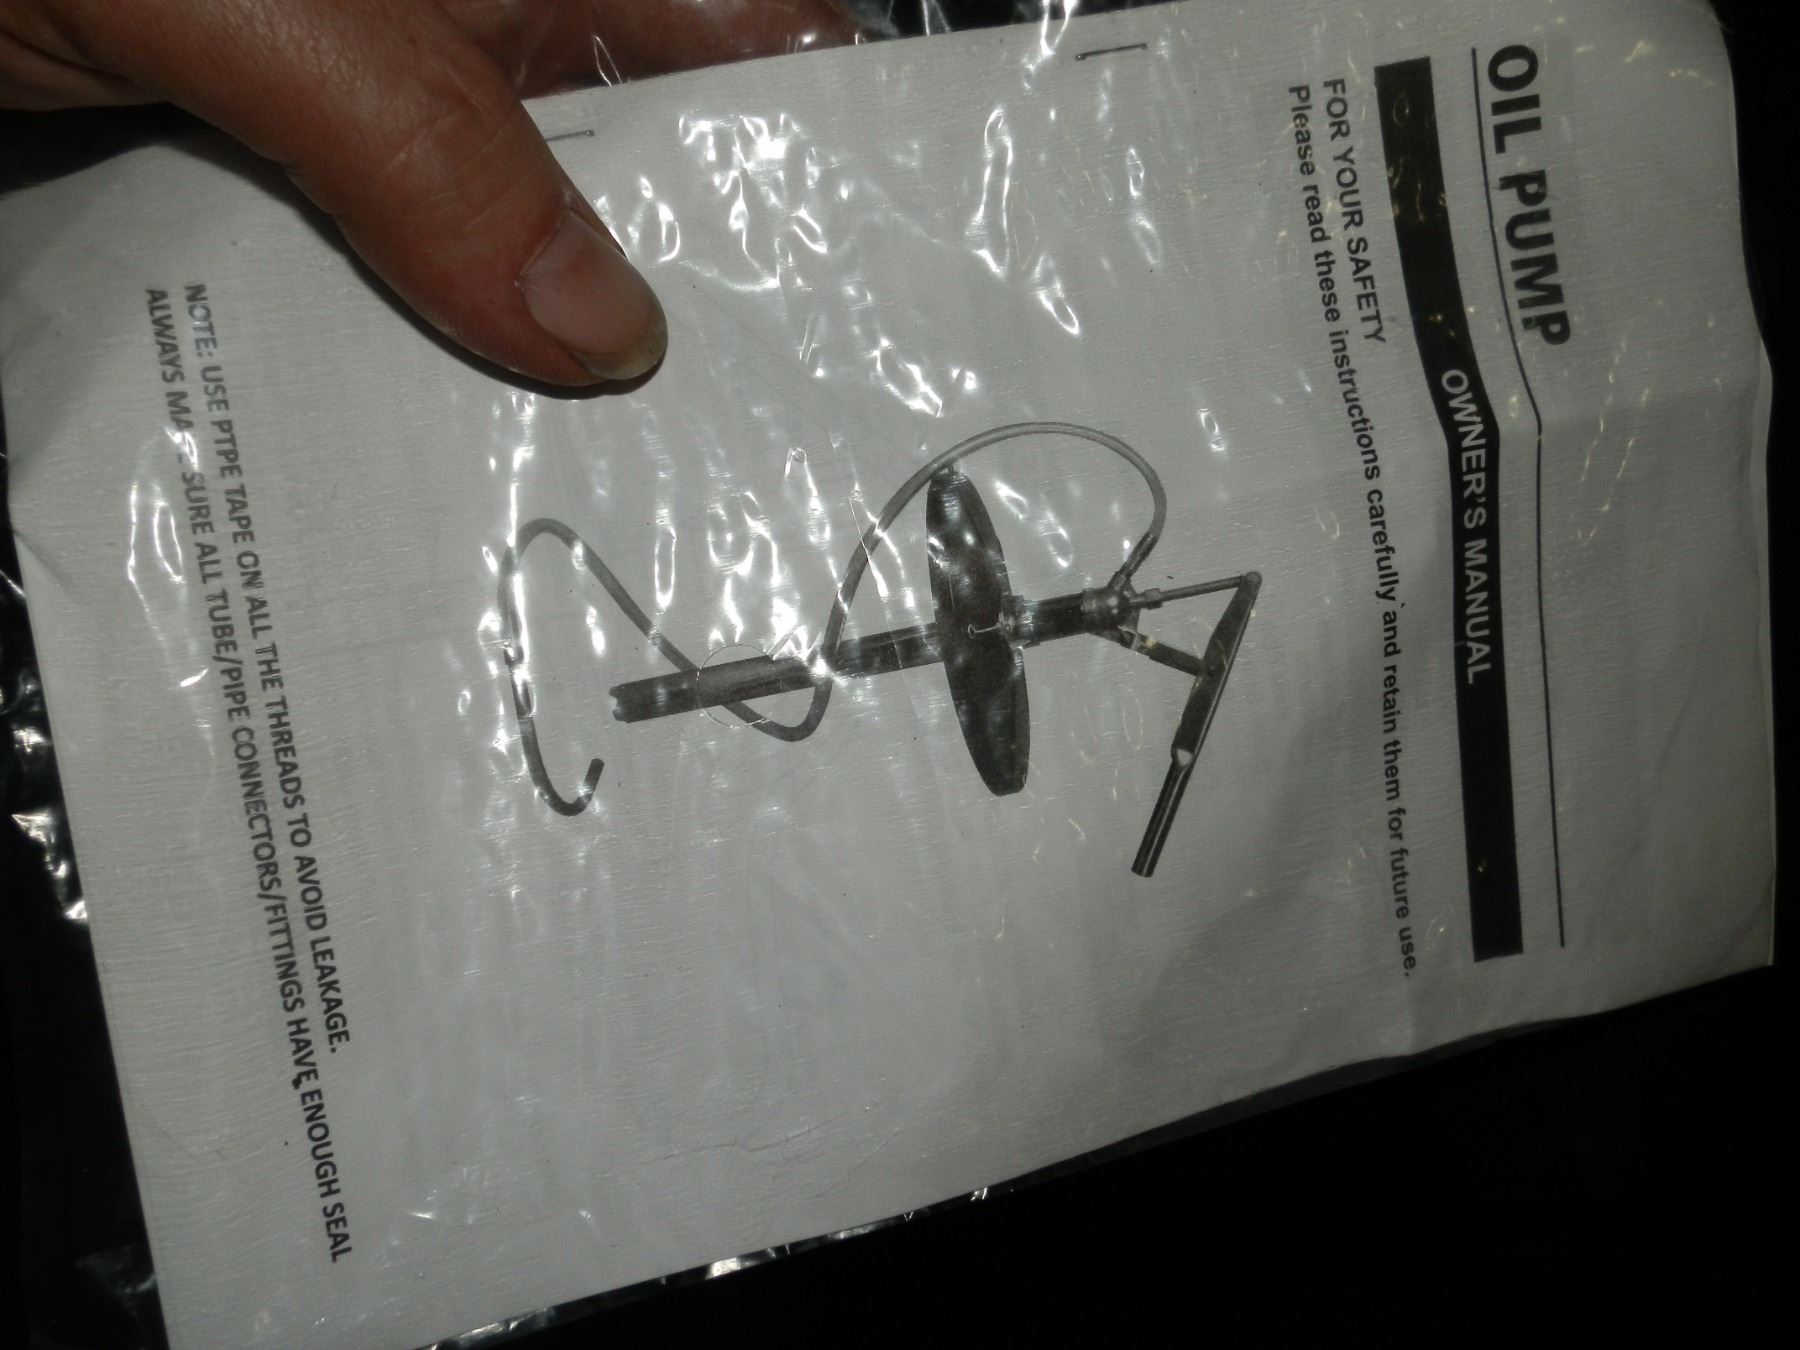 OIL PUMP
OWNER'S MANUAL
FOR YOUR SAFETY
Please read these instructions carefully and retain them for future use.
NOTE: USE PTPE TAPE ON ALL THE THREADS TO AVOID LEAKAGE.
ALWAYS MAKE SURE ALL TUBE/PIPE CONNECTORS/FITTINGS HAVE ENOUGH SEAL